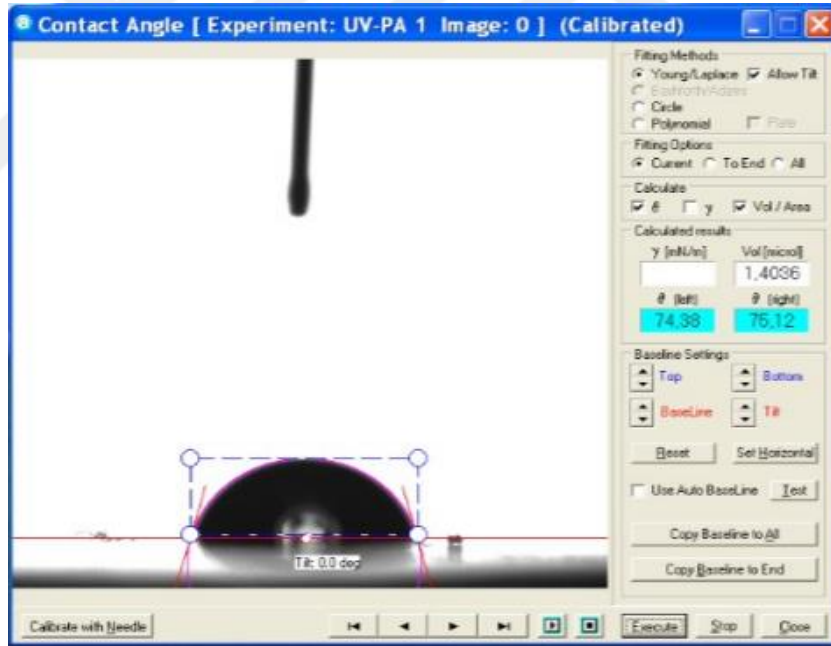 Contact Angle [ Experiment: UV-PA 1 Image: 0 ] (Calibrated)
Fitting Methods
Young/Laplace Allow Tilt
Bashforth/Adams
Circle
Polynomial Plate
Fitting Options
Current To End All
Calculate
θ γ Vol / Area
Calculated results
γ [mN/m] Vol [microl]
1,4036
θ (left) θ (right)
74,38 75,12
Baseline Settings
Top Bottom
BaseLine Tilt
Reset Set Horizontal
Use Auto BaseLine Test
Tilt: 0.0 deg
Copy Baseline to All
Copy Baseline to End
Calibrate with Needle Execute Stop Close